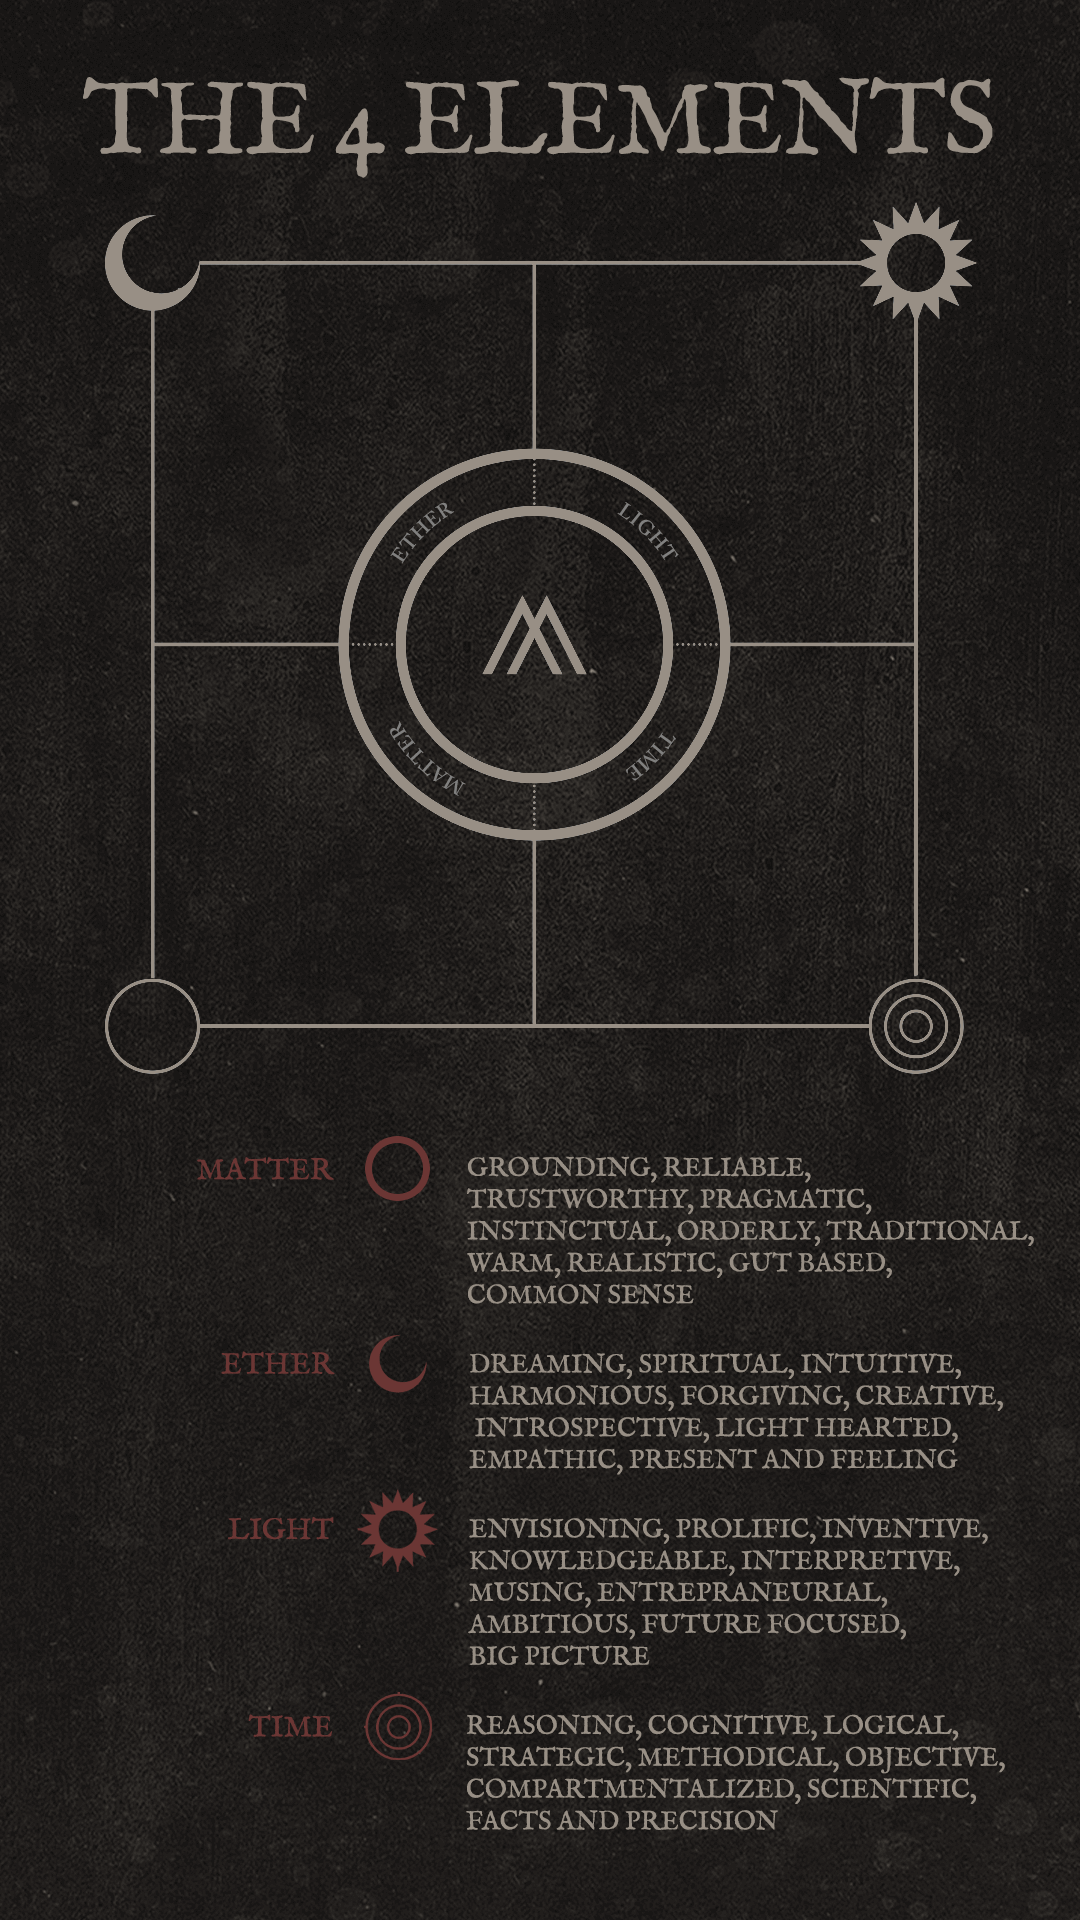 THE 4 ELEMENTS
ETHER
LIGHT
MATTER
TIME
MATTER
GROUNDING, RELIABLE,
TRUSTWORTHY, PRAGMATIC,
INSTINCTUAL, ORDERLY, TRADITIONAL,
WARM, REALISTIC, GUT BASED,
COMMON SENSE
ETHER
DREAMING, SPIRITUAL, INTUITIVE,
HARMONIOUS, FORGIVING, CREATIVE,
INTROSPECTIVE, LIGHT HEARTED,
EMPATHIC, PRESENT AND FEELING
LIGHT
ENVISIONING, PROLIFIC, INVENTIVE,
KNOWLEDGEABLE, INTERPRETIVE,
MUSING, ENTREPRANEURIAL,
AMBITIOUS, FUTURE FOCUSED,
BIG PICTURE
TIME
REASONING, COGNITIVE, LOGICAL,
STRATEGIC, METHODICAL, OBJECTIVE,
COMPARTMENTALIZED, SCIENTIFIC,
FACTS AND PRECISION